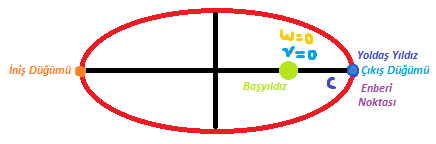 W=0
V=0
Yoldaş Yıldız
İniş Düğümü
Çıkış Düğümü
Başyıldız
C
Enberi
Noktası